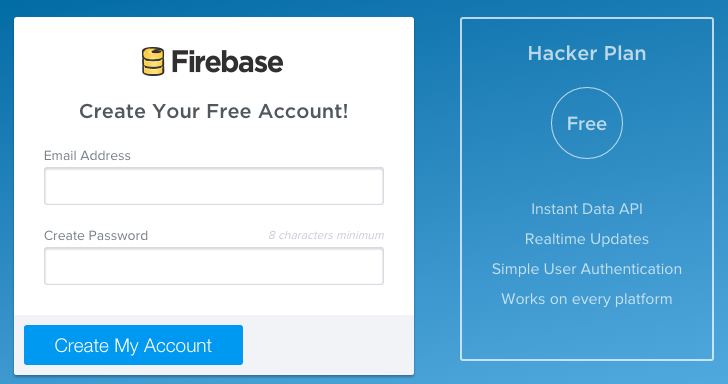 Firebase
Create Your Free Account!
Email Address
Create Password
8 characters minimum
Create My Account
Hacker Plan
Free
Instant Data API
Realtime Updates
Simple User Authentication
Works on every platform